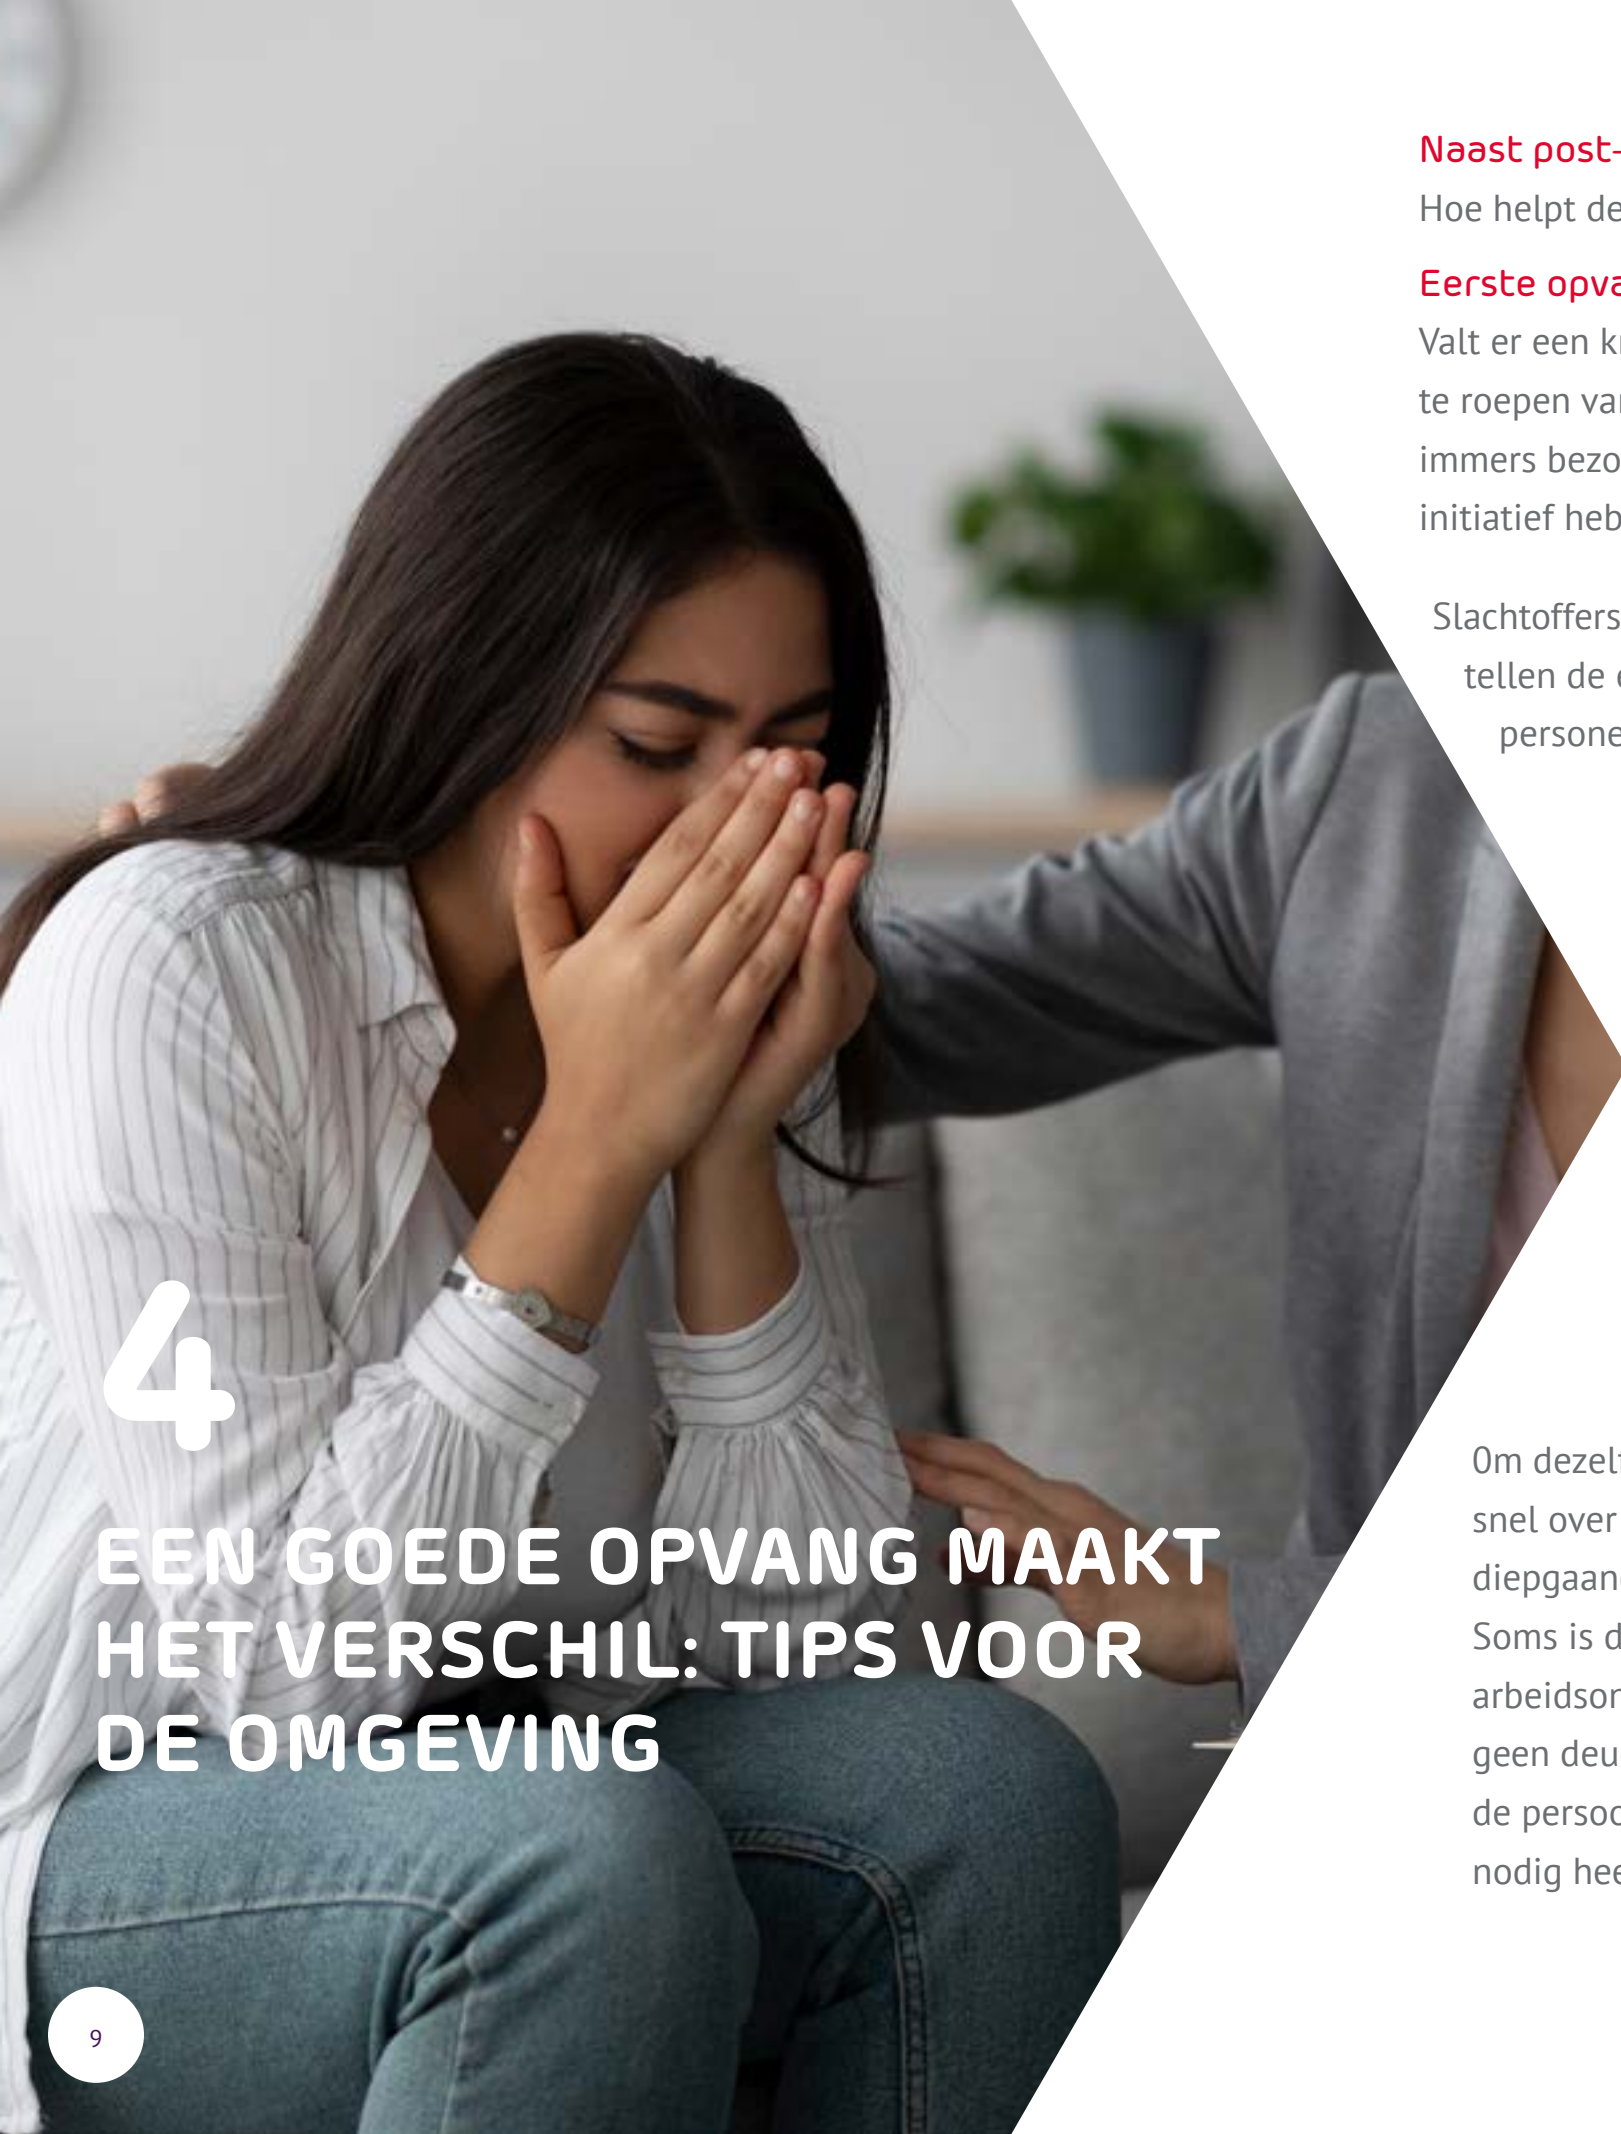 4
EEN GOEDE OPVANG MAAKT
HET VERSCHIL: TIPS VOOR
DE OMGEVING
9
Naast post-
Hoe helpt de
Eerste opva
Valt er een k
te roepen va
immers bezo
initiatief heb
Slachtoffers
tellen de
persone
Om dezel
snel over
diepgaan
Soms is d
arbeidson
geen deu
de persoo
nodig hee